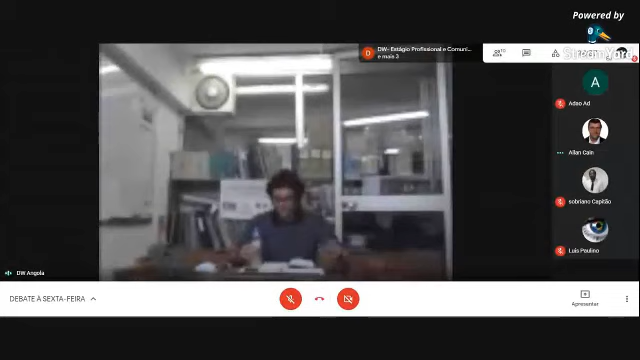 Powered by
StreamYard
DW- Estágio Profissional e Comuni...
e mais 3
D
A
Adao Ad
Allan Cain
sobriano Capitão
Luis Paulino
DW Angola
DEBATE À SEXTA-FEIRA
Apresentar